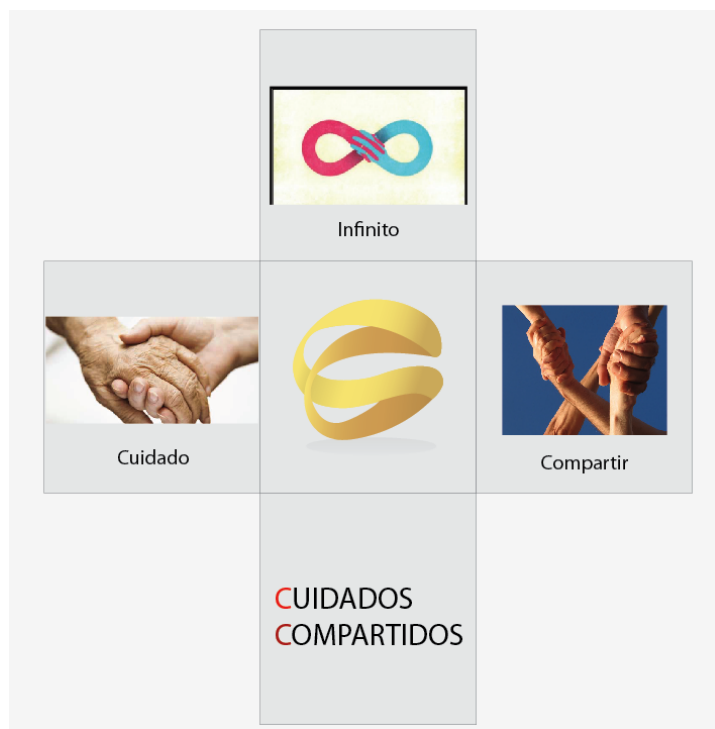 Infinito
Cuidado
Compartir
CUIDADOS
COMPARTIDOS